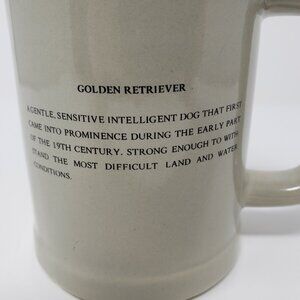 GOLDEN RETRIEVER
A GENTLE, SENSITIVE INTELLIGENT DOG THAT FIRST
CAME INTO PROMINENCE DURING THE EARLY PART
OF THE 19TH CENTURY. STRONG ENOUGH TO WITH-
STAND THE MOST DIFFICULT LAND AND WATER
CONDITIONS.